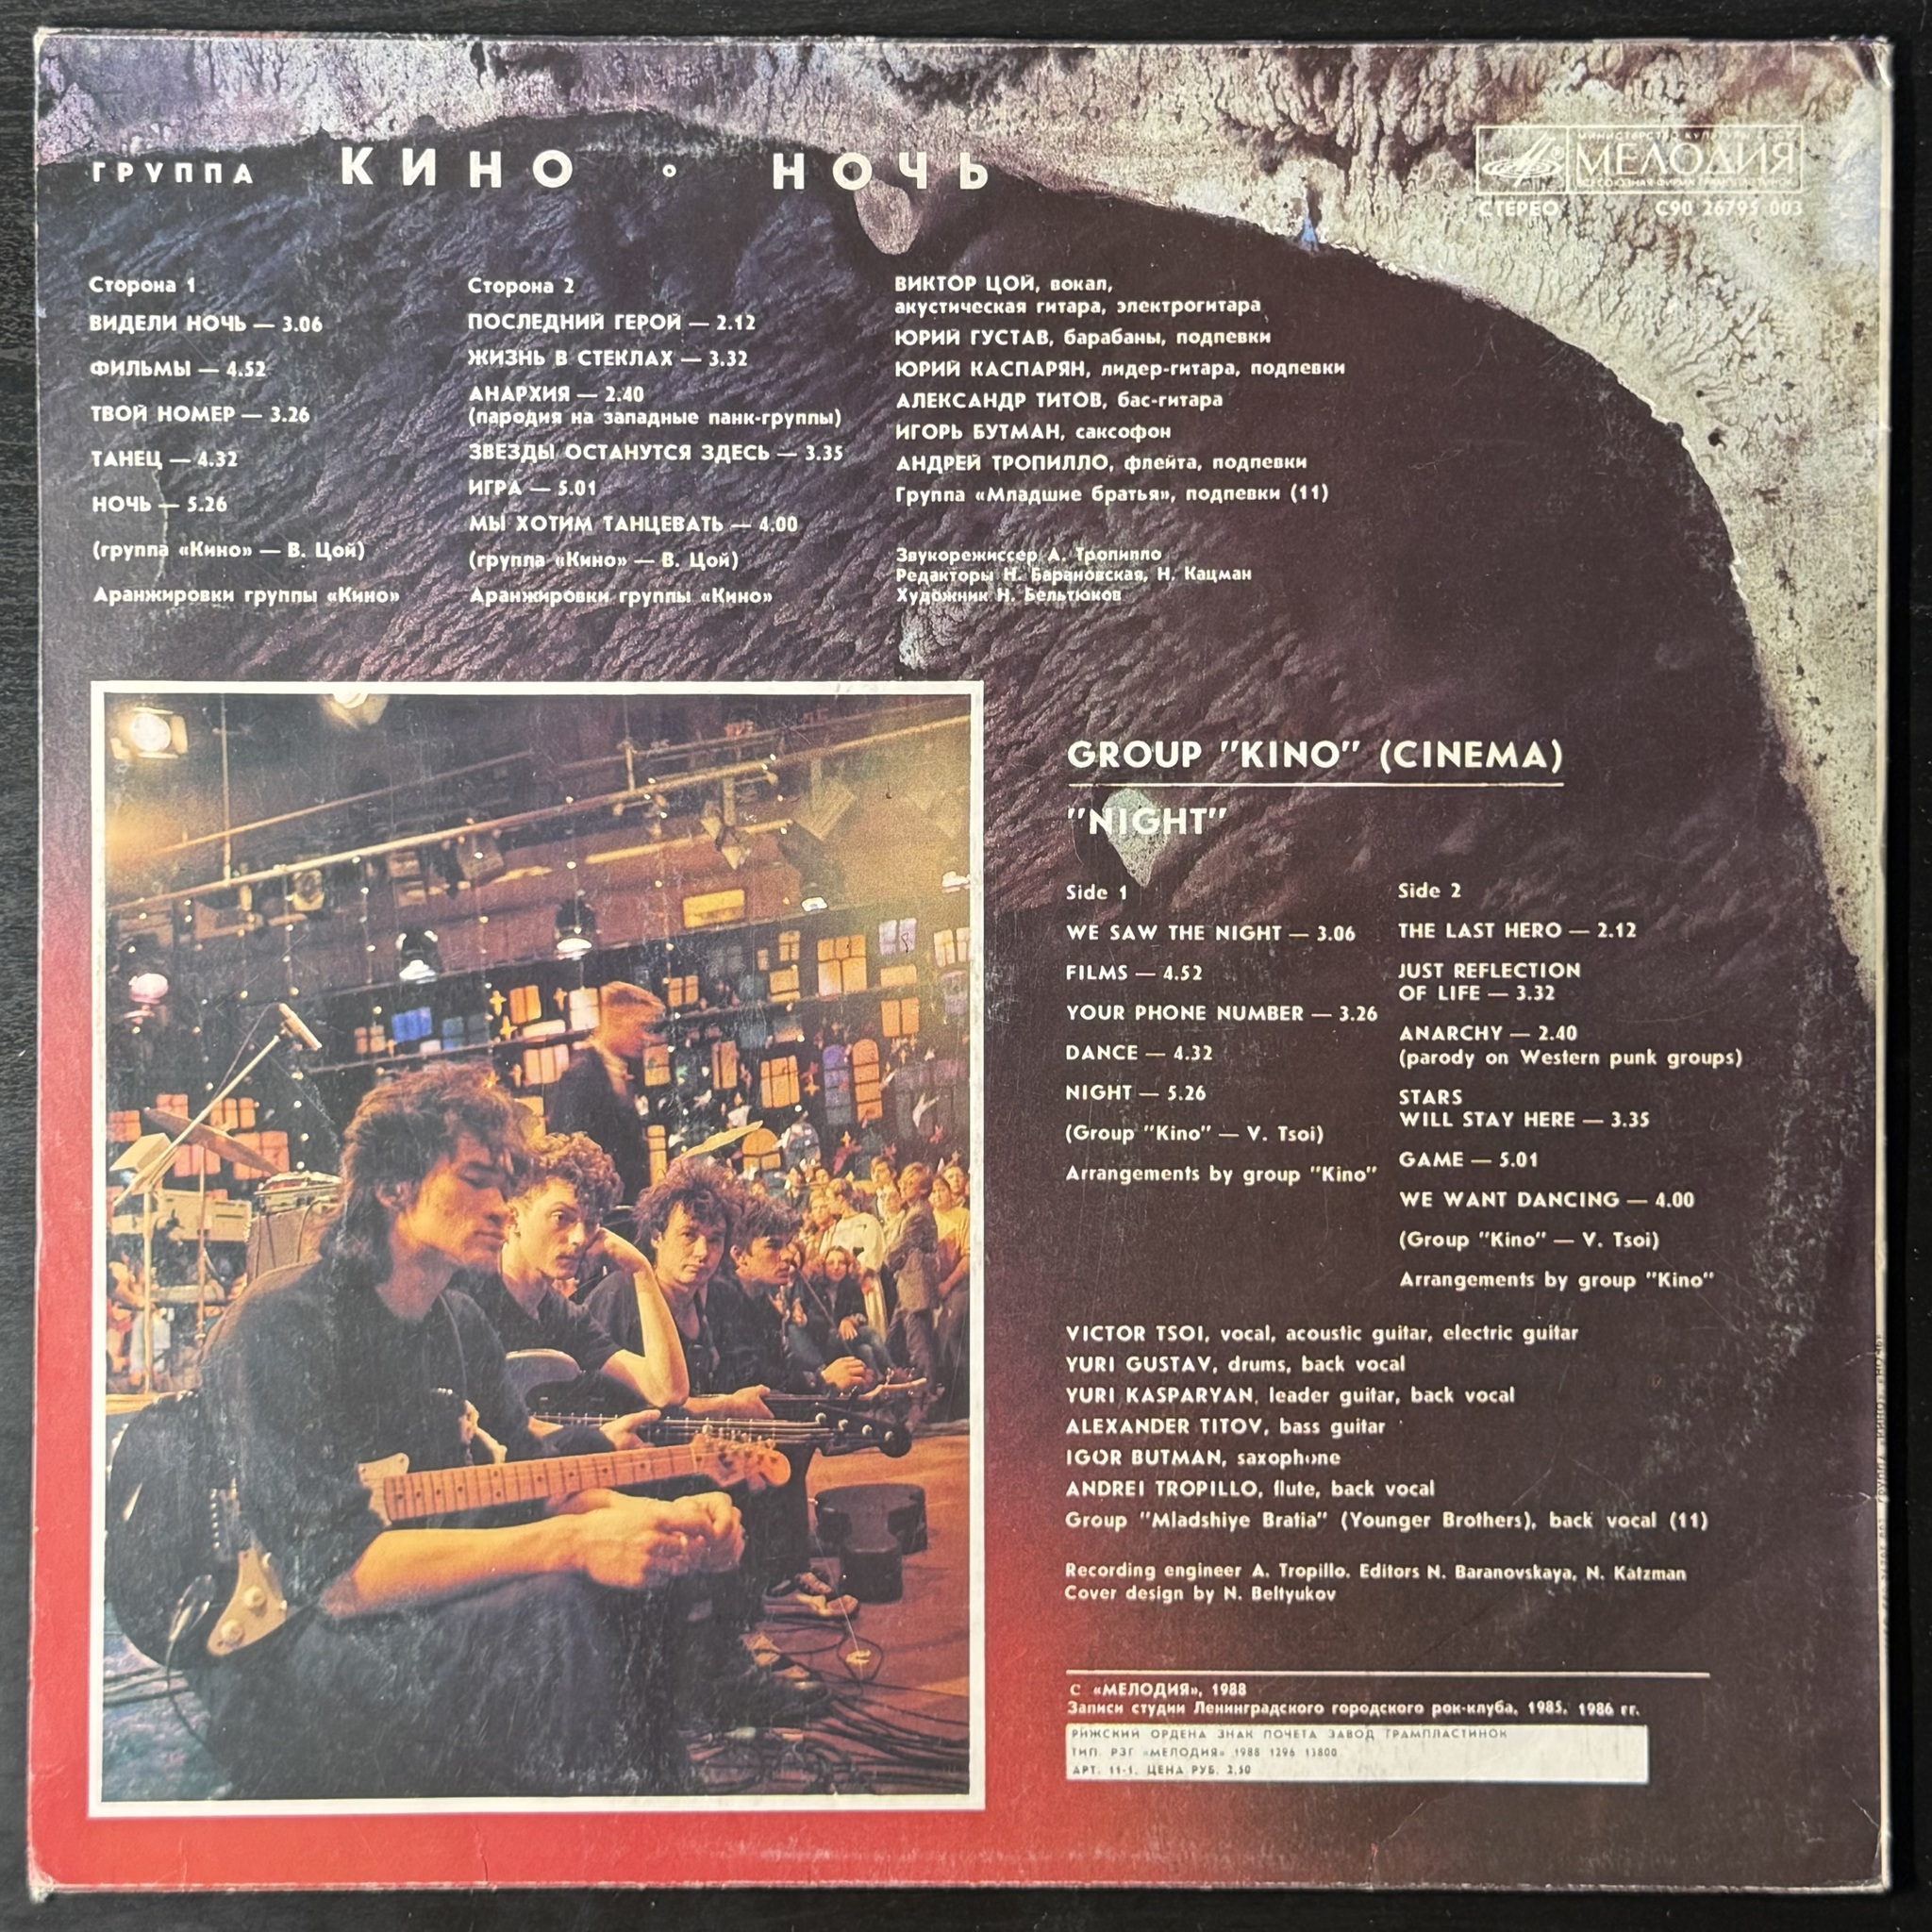 ГРУППА КИНО ° НОЧЬ
МИНИСТЕРСТВО КУЛЬТУРЫ СССР
МЕЛОДИЯ
ВСЕСОЮЗНАЯ ФИРМА ГРАМПЛАСТИНОК
СТЕРЕО С90 26795 003
Сторона 1
ВИДЕЛИ НОЧЬ — 3.06
ФИЛЬМЫ — 4.52
ТВОЙ НОМЕР — 3.26
ТАНЕЦ — 4.32
НОЧЬ — 5.26
(группа «Кино» — В. Цой)
Аранжировки группы «Кино»
Сторона 2
ПОСЛЕДНИЙ ГЕРОЙ — 2.12
ЖИЗНЬ В СТЕКЛАХ — 3.32
АНАРХИЯ — 2.40
(пародия на западные панк-группы)
ЗВЕЗДЫ ОСТАНУТСЯ ЗДЕСЬ — 3.35
ИГРА — 5.01
МЫ ХОТИМ ТАНЦЕВАТЬ — 4.00
(группа «Кино» — В. Цой)
Аранжировки группы «Кино»
ВИКТОР ЦОЙ, вокал,
акустическая гитара, электрогитара
ЮРИЙ ГУСТАВ, барабаны, подпевки
ЮРИЙ КАСПАРЯН, лидер-гитара, подпевки
АЛЕКСАНДР ТИТОВ, бас-гитара
ИГОРЬ БУТМАН, саксофон
АНДРЕЙ ТРОПИЛЛО, флейта, подпевки
Группа «Младшие братья», подпевки (11)
Звукорежиссер А. Тропилло
Редакторы Н. Барановская, Н. Кацман
Художник Н. Бельтюков
GROUP "KINO" (CINEMA)
"NIGHT"
Side 1
WE SAW THE NIGHT — 3.06
FILMS — 4.52
YOUR PHONE NUMBER — 3.26
DANCE — 4.32
NIGHT — 5.26
(Group "Kino" — V. Tsoi)
Arrangements by group "Kino"
Side 2
THE LAST HERO — 2.12
JUST REFLECTION
OF LIFE — 3.32
ANARCHY — 2.40
(parody on Western punk groups)
STARS
WILL STAY HERE — 3.35
GAME — 5.01
WE WANT DANCING — 4.00
(Group "Kino" — V. Tsoi)
Arrangements by group "Kino"
VICTOR TSOI, vocal, acoustic guitar, electric guitar
YURI GUSTAV, drums, back vocal
YURI KASPARYAN, leader guitar, back vocal
ALEXANDER TITOV, bass guitar
IGOR BUTMAN, saxophone
ANDREI TROPILLO, flute, back vocal
Group "Mladshiye Bratia" (Younger Brothers), back vocal (11)
Recording engineer A. Tropillo. Editors N. Baranovskaya, N. Katzman
Cover design by N. Beltyukov
С «МЕЛОДИЯ», 1988
Записи студии Ленинградского городского рок-клуба, 1985, 1986 гг.
РИЖСКИЙ ОРДЕНА ЗНАК ПОЧЕТА ЗАВОД ГРАМПЛАСТИНОК
ТИП. РЗГ «МЕЛОДИЯ» 1988 1296 13800
АРТ. 11-1. ЦЕНА РУБ. 2.50